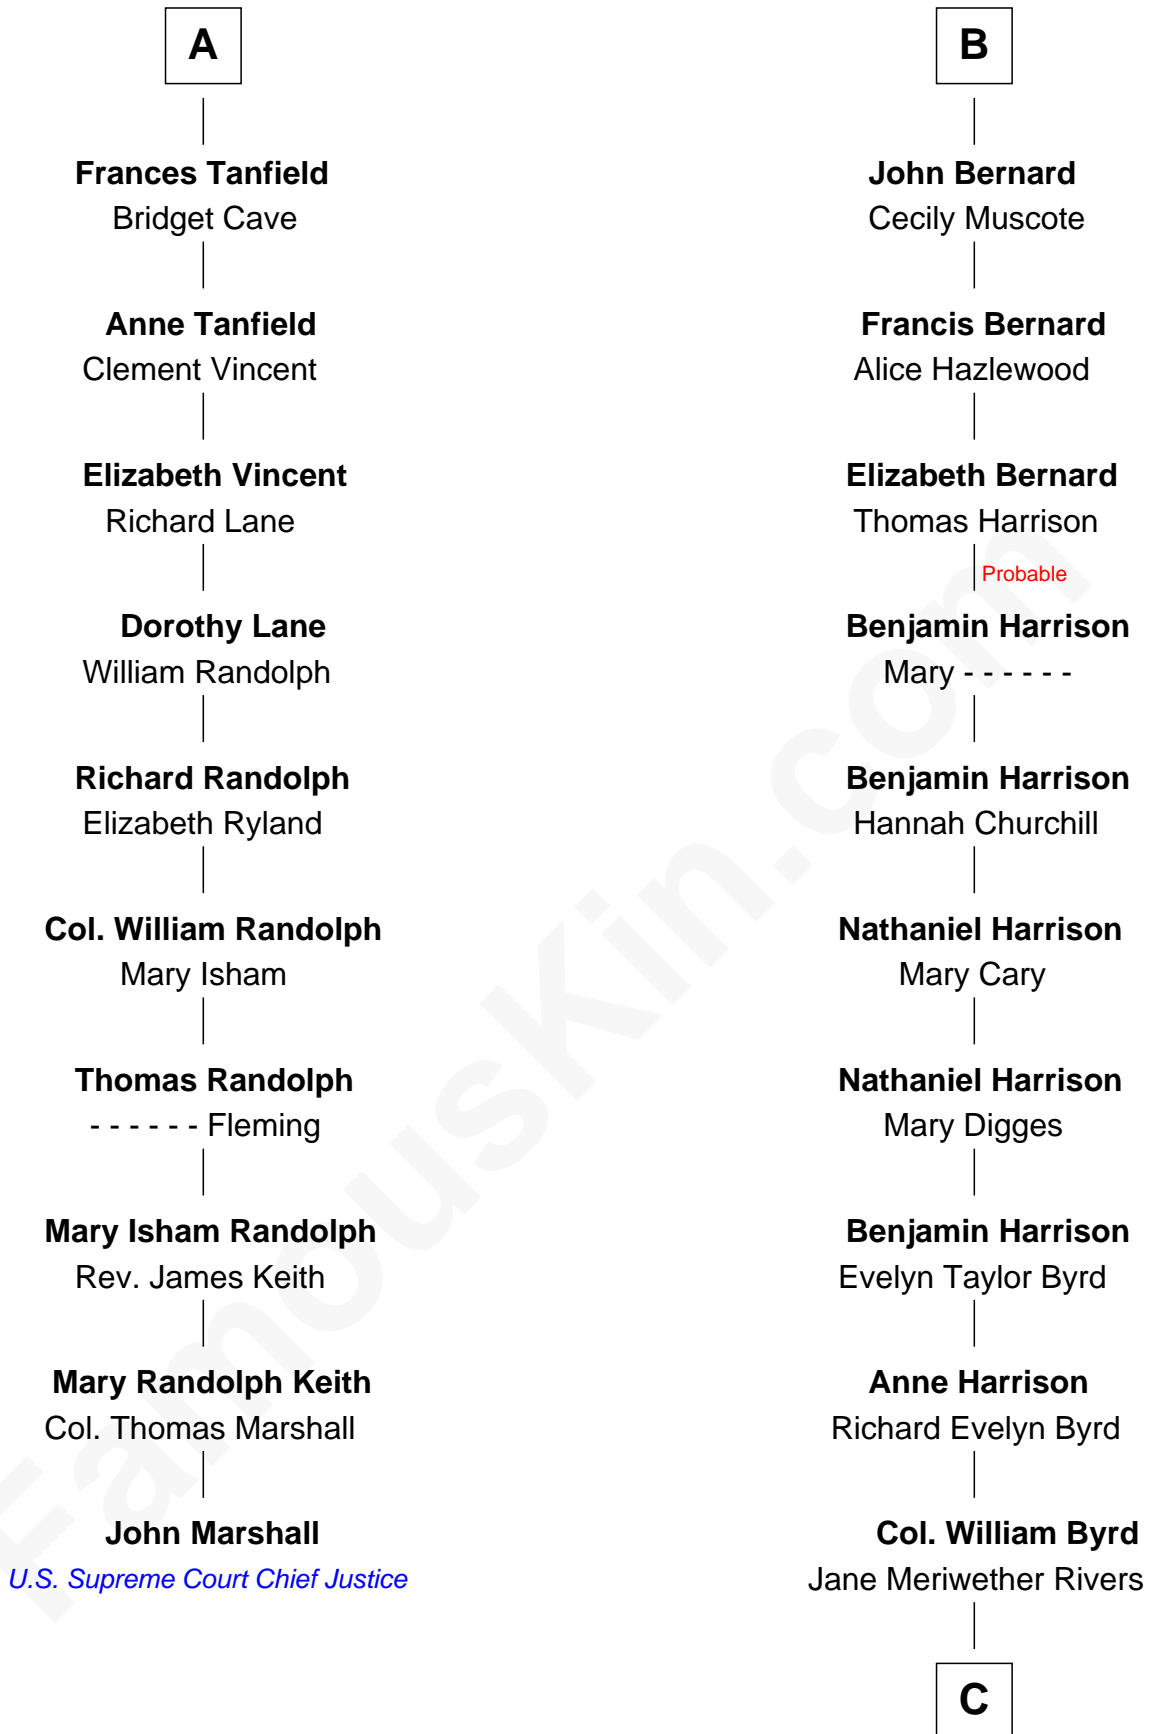 A
Frances Tanfield
Bridget Cave
Anne Tanfield
Clement Vincent
Elizabeth Vincent
Richard Lane
Dorothy Lane
William Randolph
Richard Randolph
Elizabeth Ryland
Col. William Randolph
Mary Isham
Thomas Randolph
- - - - - - Fleming
Mary Isham Randolph
Rev. James Keith
Mary Randolph Keith
Col. Thomas Marshall
John Marshall
U.S. Supreme Court Chief Justice
B
John Bernard
Cecily Muscote
Francis Bernard
Alice Hazlewood
Elizabeth Bernard
Thomas Harrison
Probable
Benjamin Harrison
Mary - - - - - -
Benjamin Harrison
Hannah Churchill
Nathaniel Harrison
Mary Cary
Nathaniel Harrison
Mary Digges
Benjamin Harrison
Evelyn Taylor Byrd
Anne Harrison
Richard Evelyn Byrd
Col. William Byrd
Jane Meriwether Rivers
C
FamousKin.com